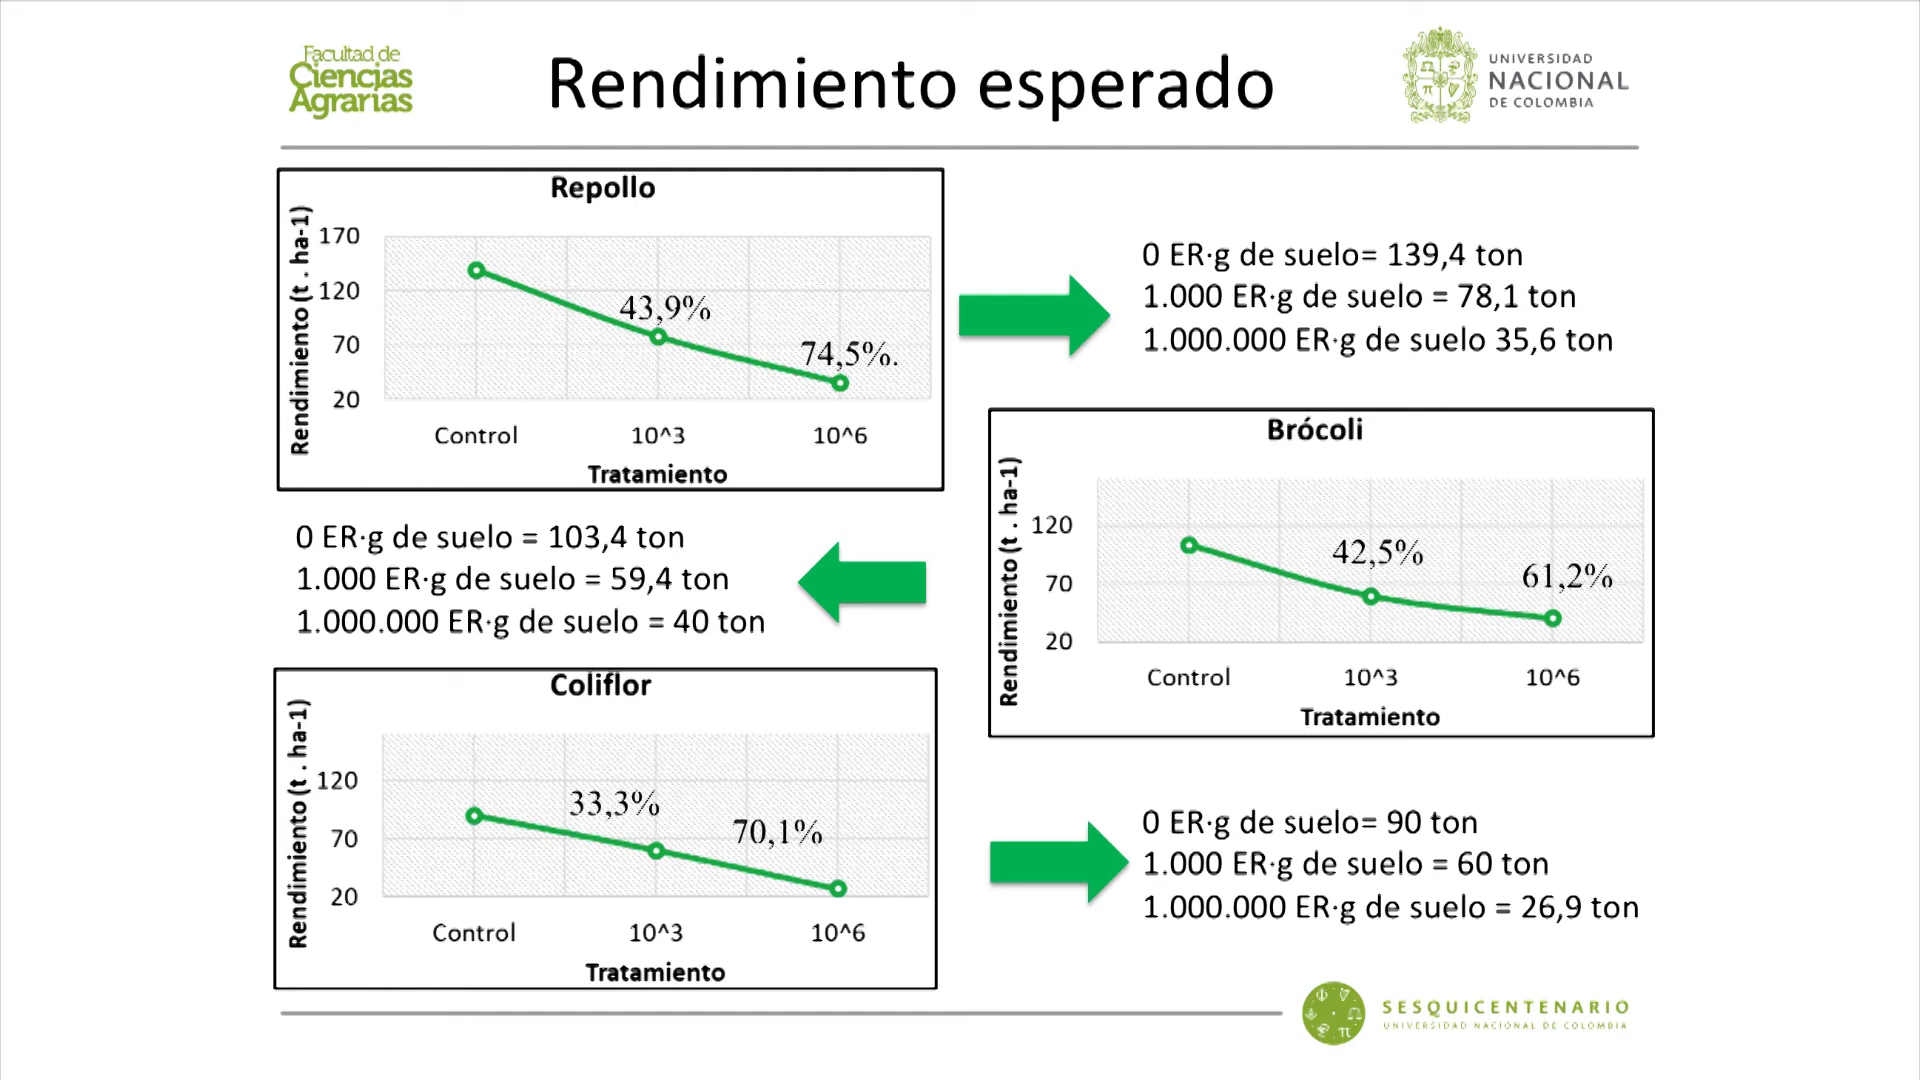 Facultad de
Ciencias
Agrarias
Rendimiento esperado
UNIVERSIDAD
NACIONAL
DE COLOMBIA
Repollo
Rendimiento (t . ha-1)
170
120
70
20
43,9%
74,5%.
Control 10^3 10^6
Tratamiento
0 ER·g de suelo= 139,4 ton
1.000 ER·g de suelo = 78,1 ton
1.000.000 ER·g de suelo 35,6 ton
Brócoli
Rendimiento (t . ha-1)
120
70
20
42,5%
61,2%
Control 10^3 10^6
Tratamiento
0 ER·g de suelo = 103,4 ton
1.000 ER·g de suelo = 59,4 ton
1.000.000 ER·g de suelo = 40 ton
Coliflor
Rendimiento (t . ha-1)
120
70
20
33,3%
70,1%
Control 10^3 10^6
Tratamiento
0 ER·g de suelo= 90 ton
1.000 ER·g de suelo = 60 ton
1.000.000 ER·g de suelo = 26,9 ton
SESQUICENTENARIO
UNIVERSIDAD NACIONAL DE COLOMBIA